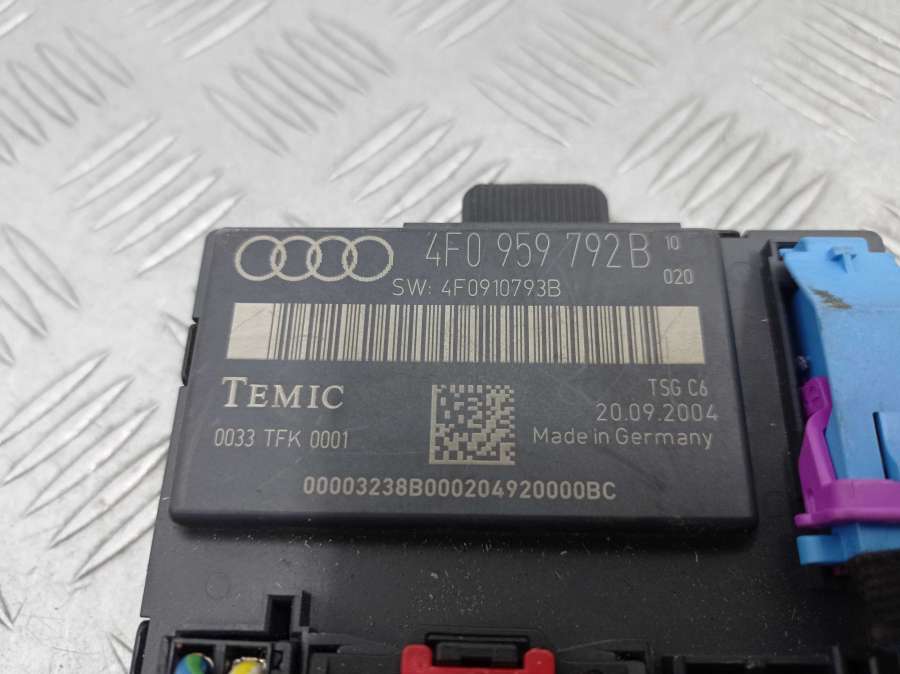 4F0 959 792B 10
020
SW: 4F0910793B
TEMIC
TSG C6
20.09.2004
0033 TFK 0001
Made in Germany
00003238B000204920000BC